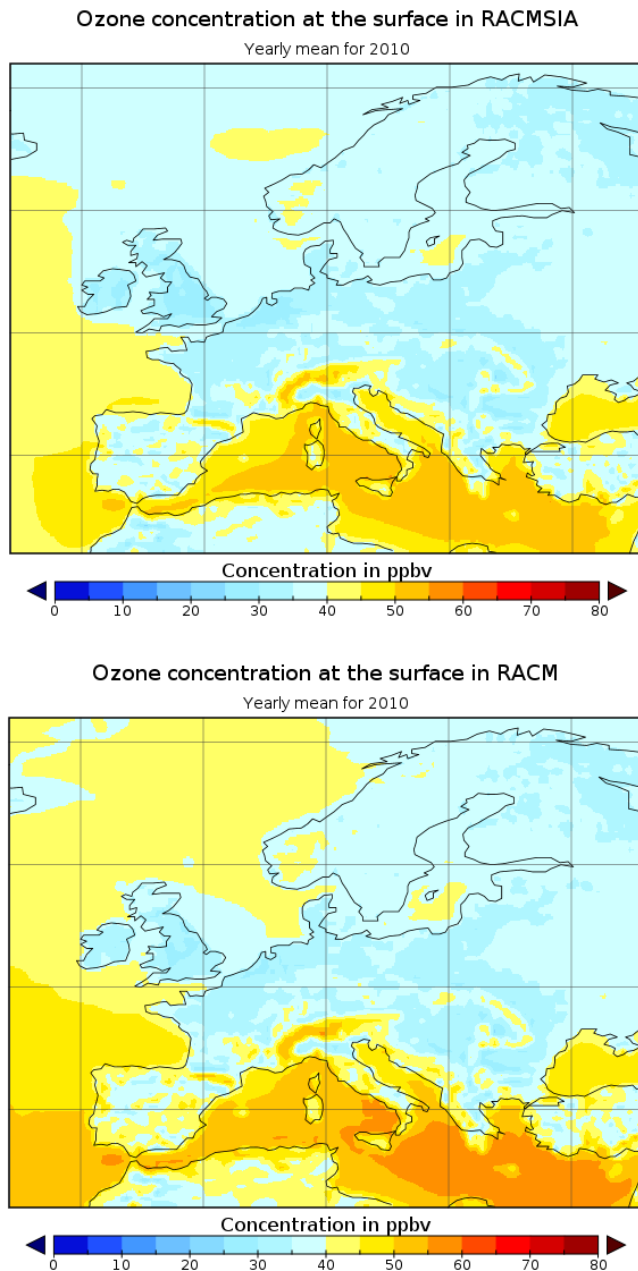 Ozone concentration at the surface in RACMSIA
Yearly mean for 2010
Concentration in ppbv
0 10 20 30 40 50 60 70 80
Ozone concentration at the surface in RACM
Yearly mean for 2010
Concentration in ppbv
0 10 20 30 40 50 60 70 80